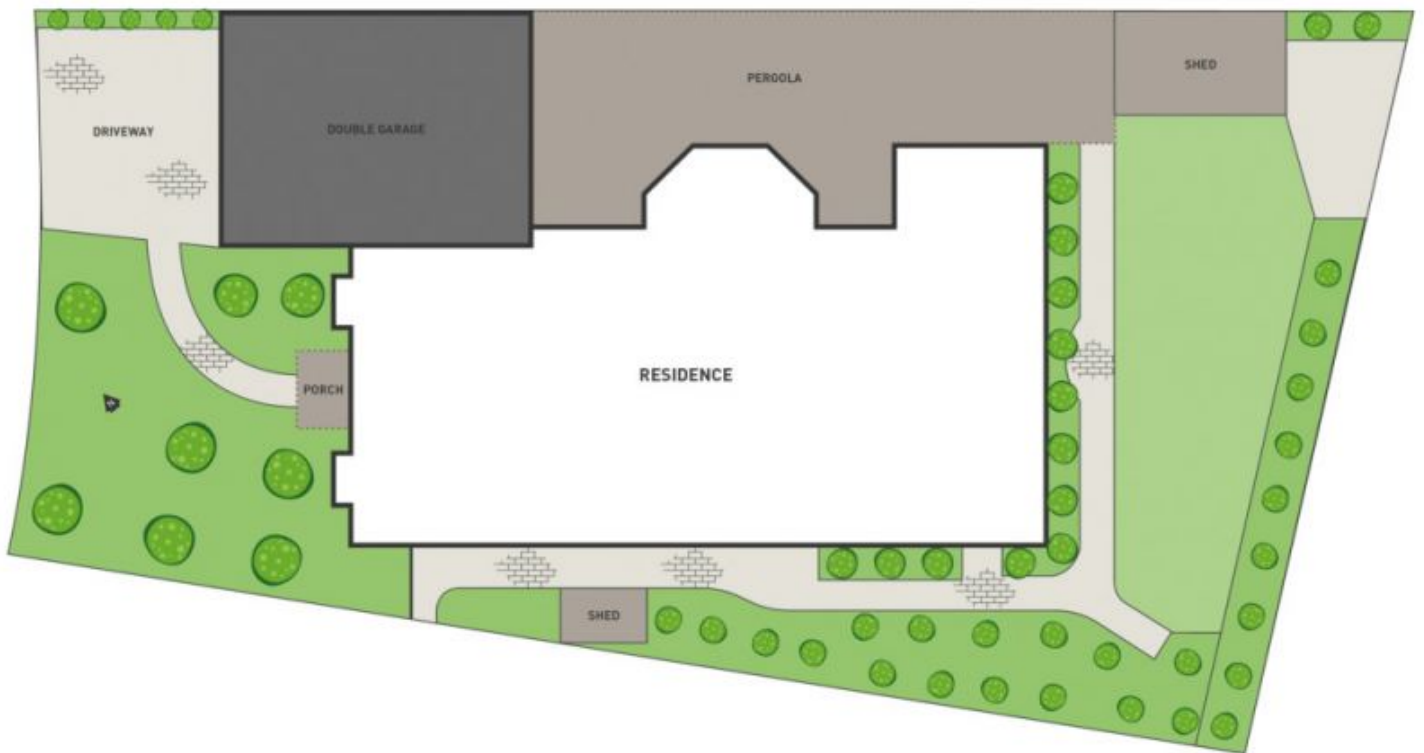 PERGOLA
SHED
DRIVEWAY
DOUBLE GARAGE
RESIDENCE
PORCH
SHED